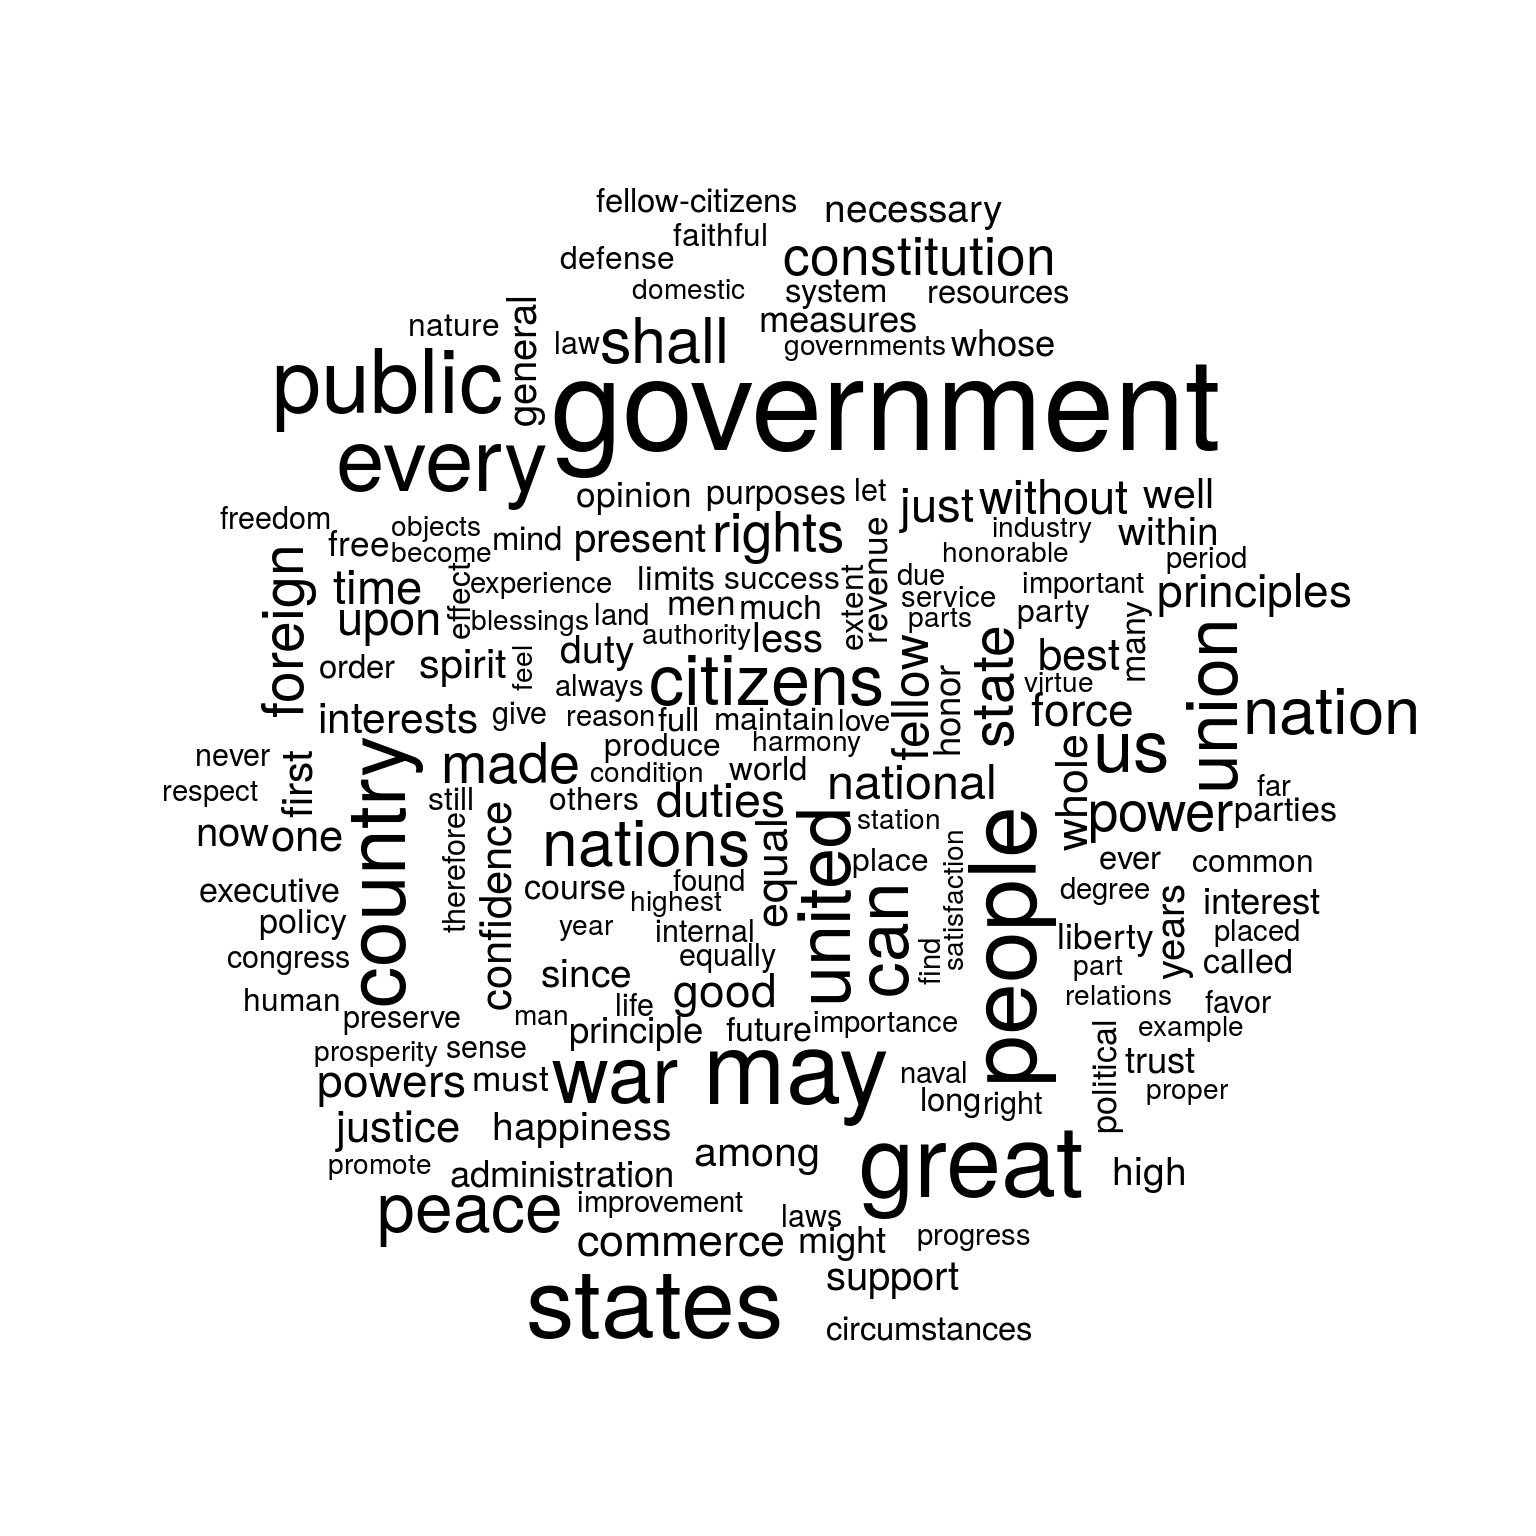 fellow-citizens necessary
faithful
defense constitution
domestic system resources
nature general measures
law shall governments whose
public government
every
opinion purposes let just without well
freedom objects mind present rights revenue industry within
free become honorable period
foreign time effect experience limits success extent due important principles
upon blessings land men much service party many
authority less parts
order spirit feel duty citizens fellow state best union
always honor virtue
interests give reason full maintain love force nation
never country made produce harmony whole us
respect first condition world national far
still others duties power parties
now one therefore confidence nations equal united station people
executive course found place can satisfaction ever common
highest degree years interest
policy year internal find liberty placed
congress since equally part called
human life good relations favor
preserve man principle future importance political example
prosperity sense
powers must war may naval trust
long right proper
justice happiness
promote administration among great high
peace improvement laws
commerce might progress
states support
circumstances